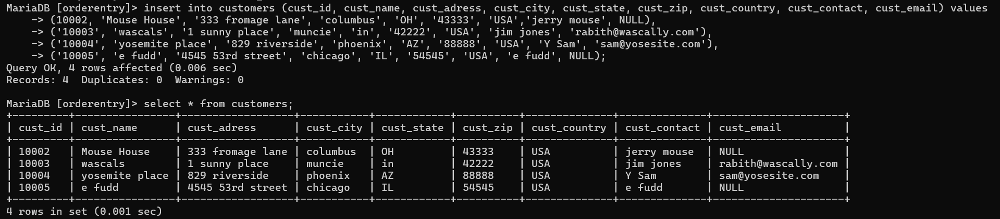 MariaDB [orderentry]> insert into customers (cust_id, cust_name, cust_adress, cust_city, cust_state, cust_zip, cust_country, cust_contact, cust_email) values
    -> (10002, 'Mouse House', '333 fromage lane', 'columbus', 'OH', '43333', 'USA','jerry mouse', NULL),
    -> ('10003', 'wascals', '1 sunny place', 'muncie', 'in', '42222', 'USA', 'jim jones', 'rabith@wascally.com'),
    -> ('10004', 'yosemite place', '829 riverside', 'phoenix', 'AZ', '88888', 'USA', 'Y Sam', 'sam@yosesite.com'),
    -> ('10005', 'e fudd', '4545 53rd street', 'chicago', 'IL', '54545', 'USA', 'e fudd', NULL);
Query OK, 4 rows affected (0.006 sec)
Records: 4  Duplicates: 0  Warnings: 0

MariaDB [orderentry]> select * from customers;
+---------+----------------+------------------+-----------+------------+----------+--------------+--------------+---------------------+
| cust_id | cust_name      | cust_adress      | cust_city | cust_state | cust_zip | cust_country | cust_contact | cust_email          |
+---------+----------------+------------------+-----------+------------+----------+--------------+--------------+---------------------+
| 10002   | Mouse House    | 333 fromage lane | columbus  | OH         | 43333    | USA          | jerry mouse  | NULL                |
| 10003   | wascals        | 1 sunny place    | muncie    | in         | 42222    | USA          | jim jones    | rabith@wascally.com |
| 10004   | yosemite place | 829 riverside    | phoenix   | AZ         | 88888    | USA          | Y Sam        | sam@yosesite.com    |
| 10005   | e fudd         | 4545 53rd street | chicago   | IL         | 54545    | USA          | e fudd       | NULL                |
+---------+----------------+------------------+-----------+------------+----------+--------------+--------------+---------------------+
4 rows in set (0.001 sec)